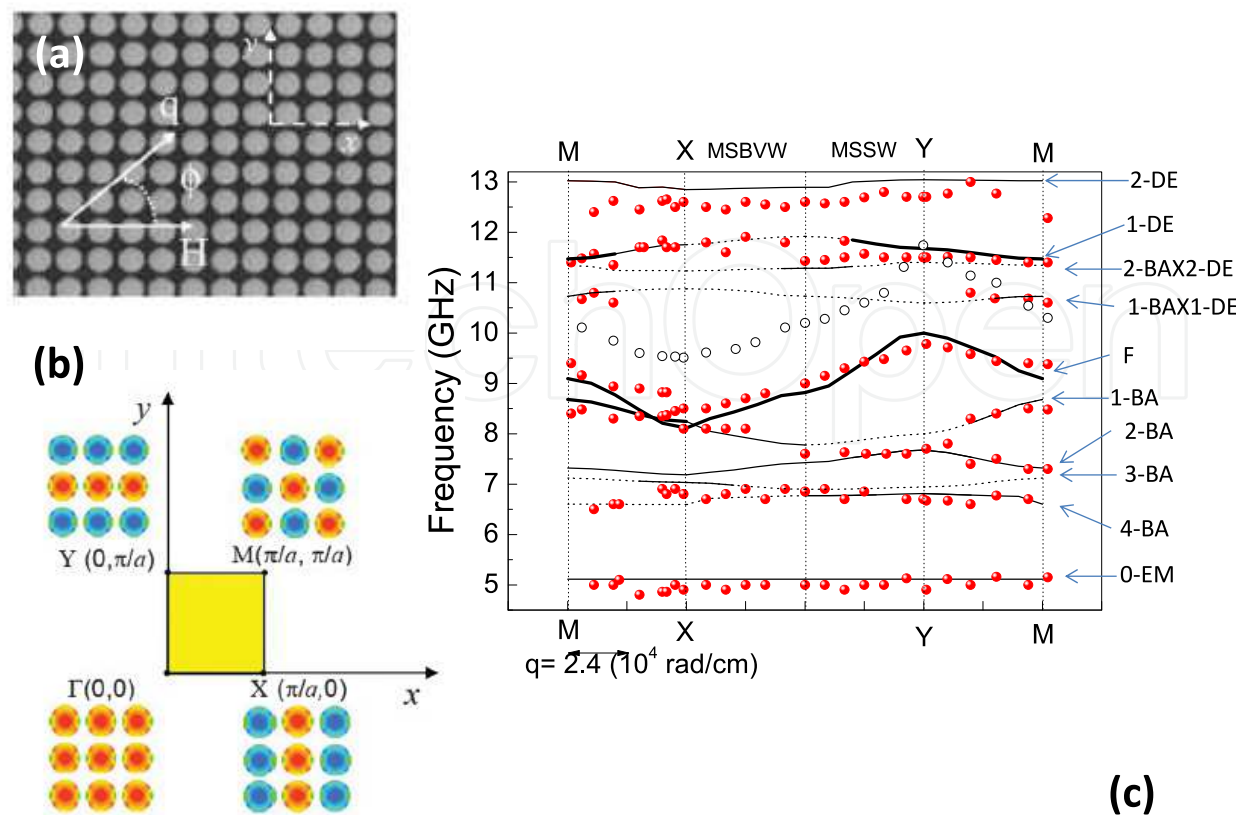 (a)
y
x
q
ϕ
H
(b)
y
Y (0,π/a)
M(π/a, π/a)
Γ(0,0)
X (π/a,0)
x
M X MSBVW MSSW Y M
13
12
11
10
9
8
7
6
5
Frequency (GHz)
2-DE
1-DE
2-BAX2-DE
1-BAX1-DE
F
1-BA
2-BA
3-BA
4-BA
0-EM
M X Y M
q= 2.4 (10⁴ rad/cm)
(c)